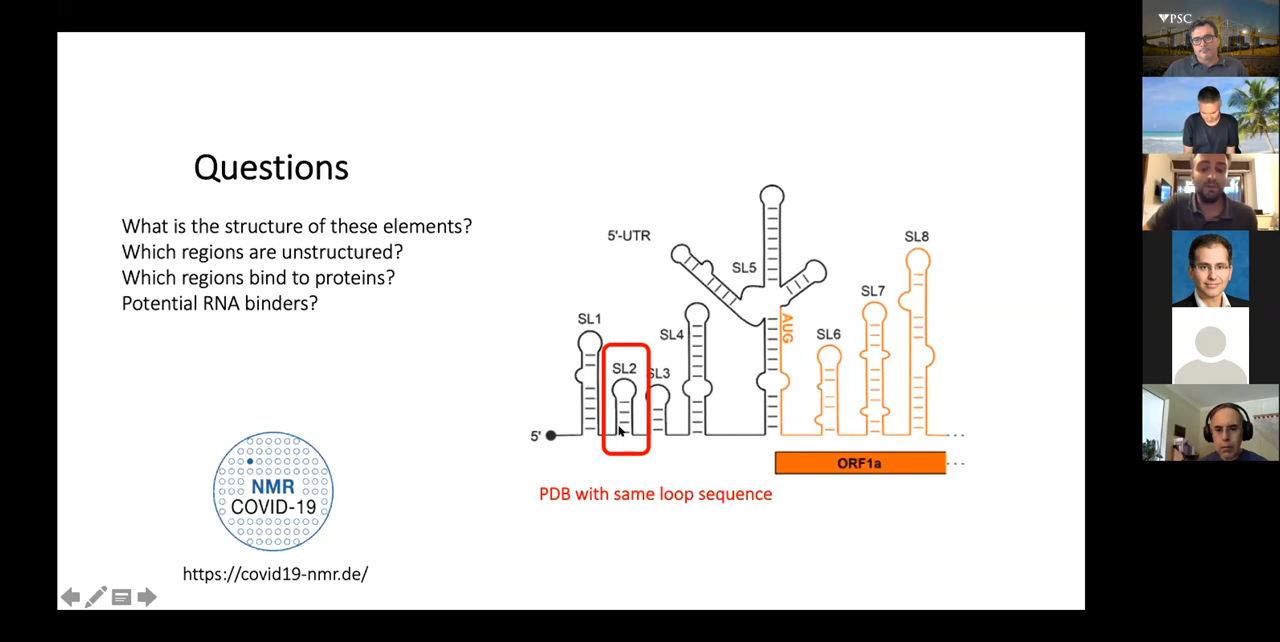 PSC
Questions
What is the structure of these elements?
Which regions are unstructured?
Which regions bind to proteins?
Potential RNA binders?
5'-UTR
SL1
SL2
SL3
SL4
SL5
AUG
SL6
SL7
SL8
5'
ORF1a
PDB with same loop sequence
NMR
COVID-19
https://covid19-nmr.de/